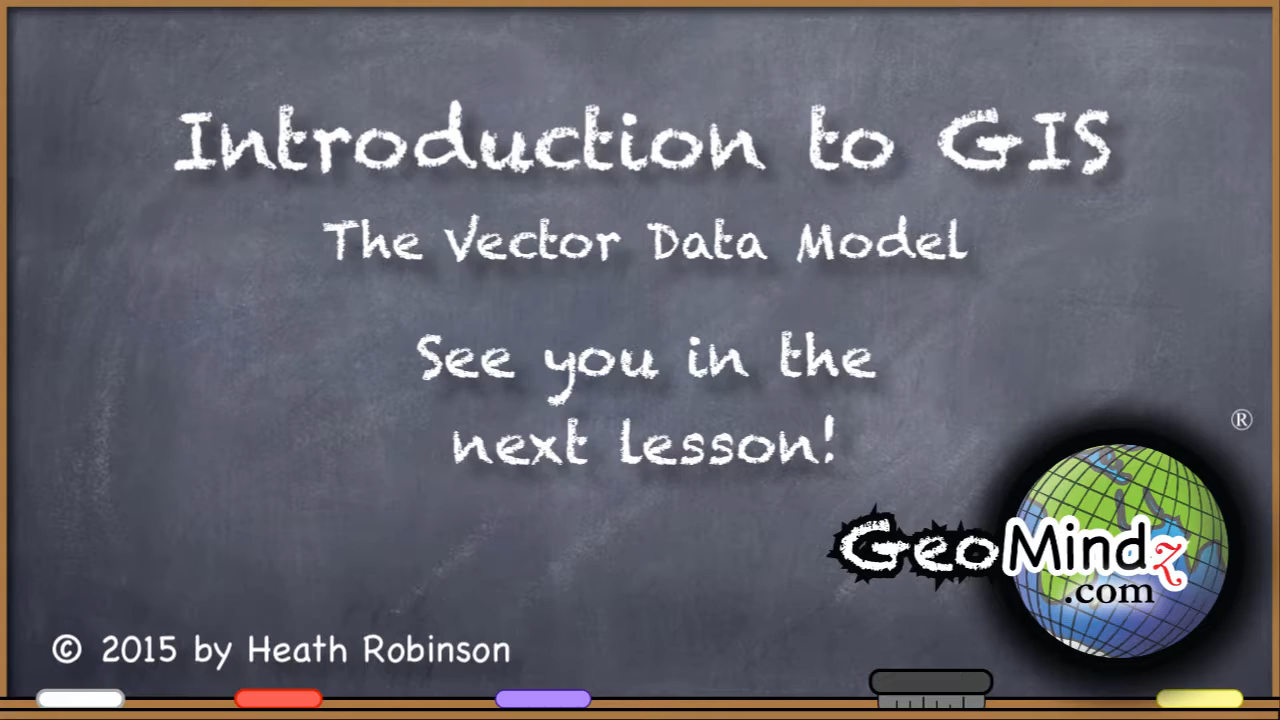 Introduction to GIS
The Vector Data Model
See you in the
next lesson!
®
GeoMindz
.com
© 2015 by Heath Robinson